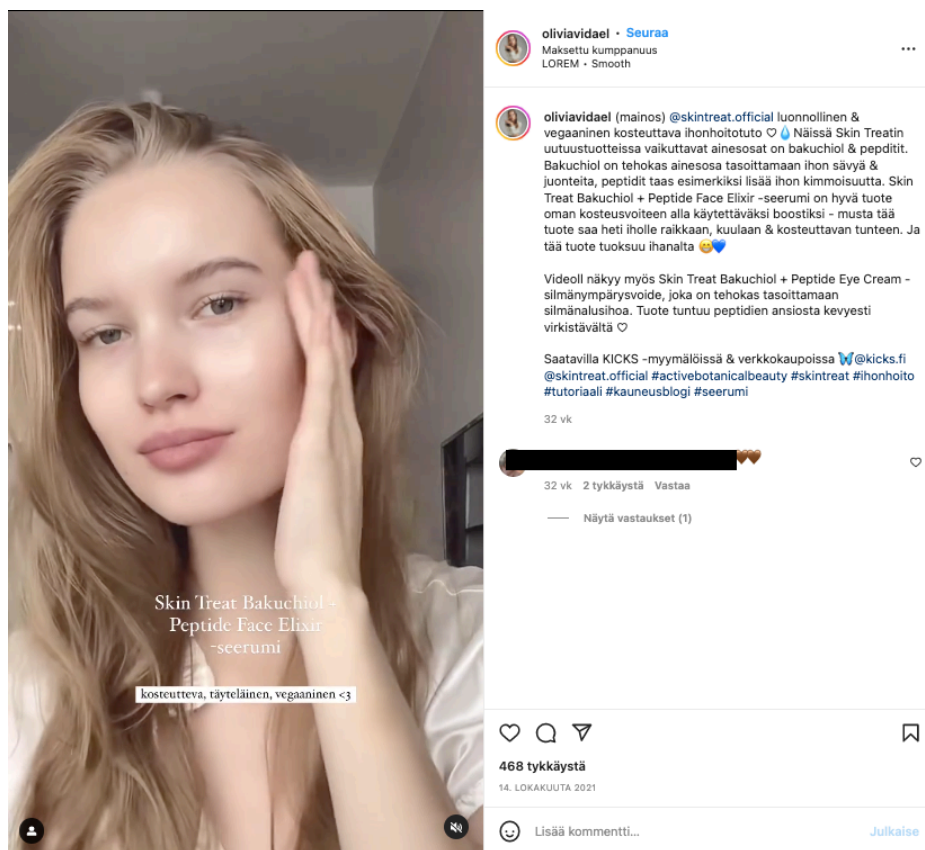 Skin Treat Bakuchiol +
Peptide Face Elixir
-seerumi
kosteutteva, täyteläinen, vegaaninen <3
oliviavidael • Seuraa
Maksettu kumppanuus
LOREM • Smooth
oliviavidael (mainos) @skintreat.official luonnollinen &
vegaaninen kosteuttava ihonhoitotuto ♡💧Näissä Skin Treatin
uutuustuotteissa vaikuttavat ainesosat on bakuchiol & pepditit.
Bakuchiol on tehokas ainesosa tasoittamaan ihon sävyä &
juonteita, peptidit taas esimerkiksi lisää ihon kimmoisuutta. Skin
Treat Bakuchiol + Peptide Face Elixir -seerumi on hyvä tuote
oman kosteusvoiteen alla käytettäväksi boostiksi - musta tää
tuote saa heti iholle raikkaan, kuulaan & kosteuttavan tunteen. Ja
tää tuote tuoksuu ihanalta 😁💙
Videoll näkyy myös Skin Treat Bakuchiol + Peptide Eye Cream -
silmänympärysvoide, joka on tehokas tasoittamaan
silmänalusihoa. Tuote tuntuu peptidien ansiosta kevyesti
virkistävältä ♡
Saatavilla KICKS -myymälöissä & verkkokaupoissa 🦋@kicks.fi
@skintreat.official #activebotanicalbeauty #skintreat #ihonhoito
#tutoriaali #kauneusblogi #seerumi
32 vk
🤎🤎
32 vk 2 tykkäystä Vastaa
Näytä vastaukset (1)
468 tykkäystä
14. LOKAKUUTA 2021
Lisää kommentti...
Julkaise